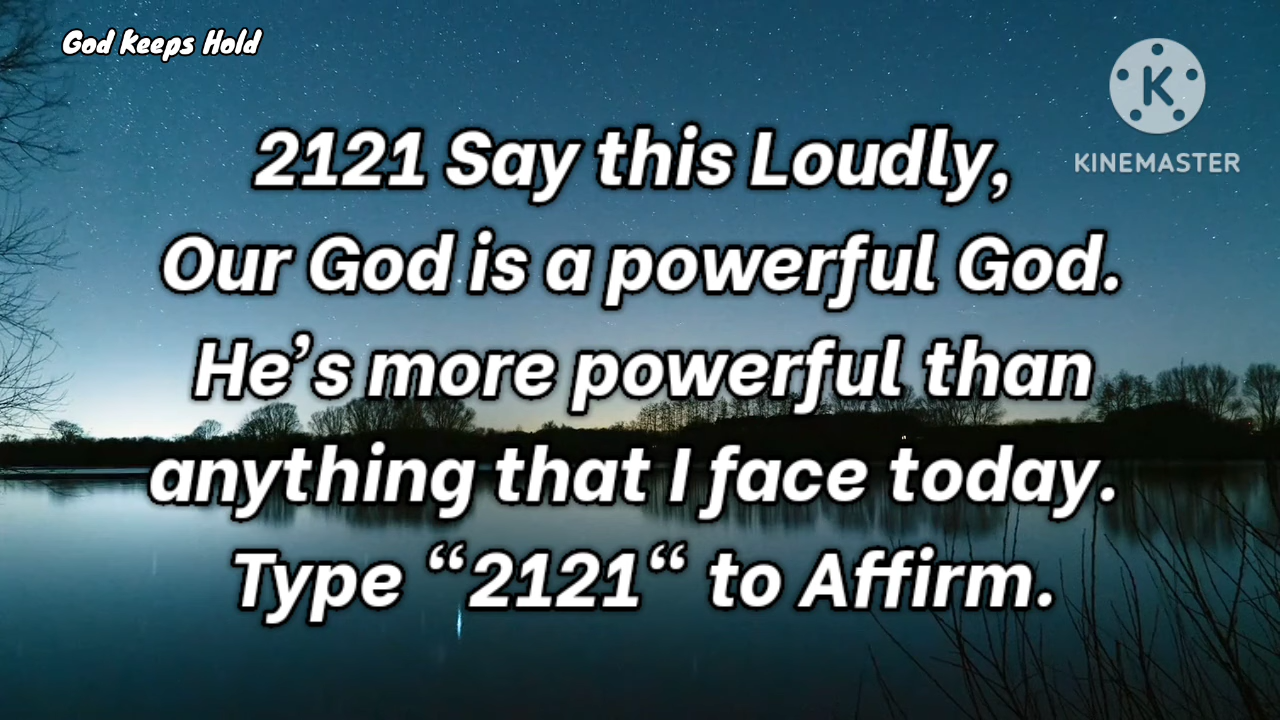 God Keeps Hold
K
KINEMASTER
2121 Say this Loudly,
Our God is a powerful God.
He’s more powerful than
anything that I face today.
Type “2121“ to Affirm.